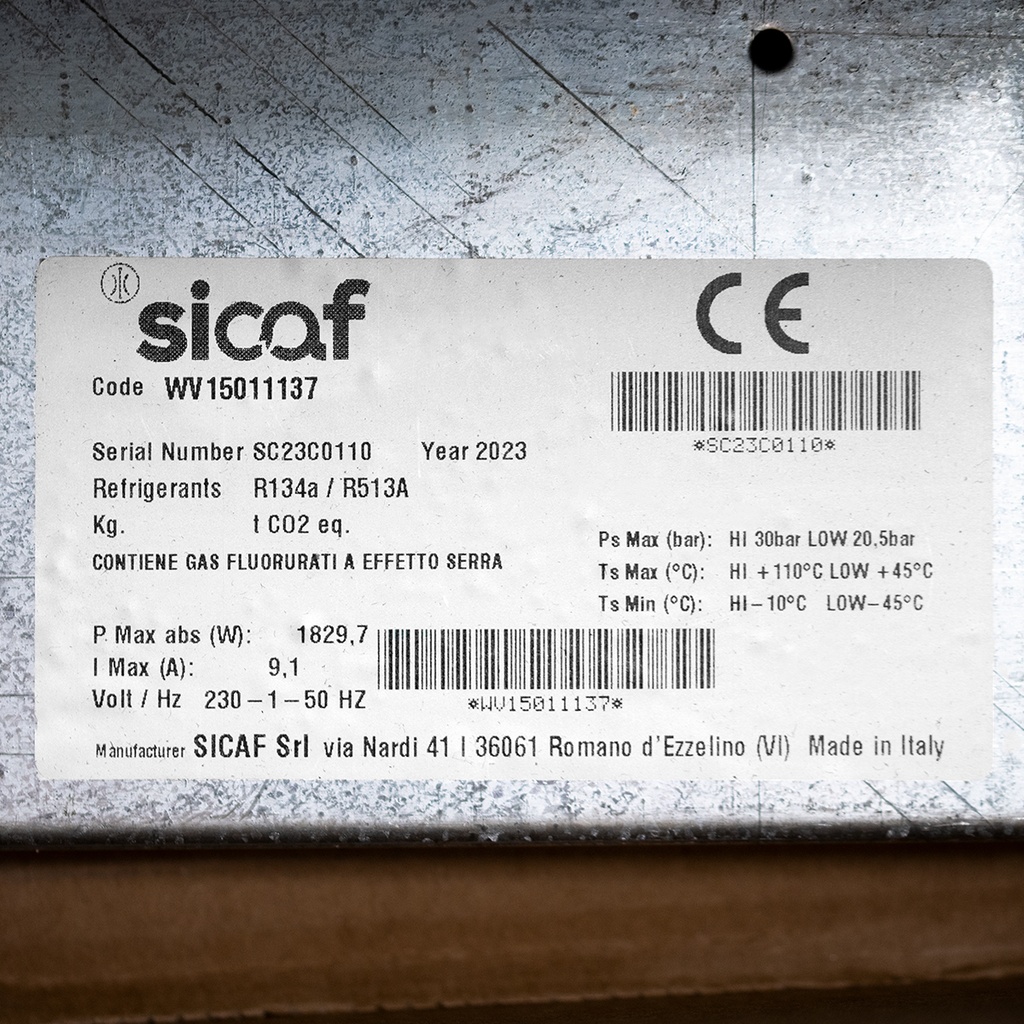 sicaf
CE
Code WV15011137
*SC23C0110*
Serial Number SC23C0110 Year 2023
Refrigerants R134a / R513A
Kg. t CO2 eq.
CONTIENE GAS FLUORURATI A EFFETTO SERRA
Ps Max (bar): HI 30bar LOW 20,5bar
Ts Max (°C): HI +110°C LOW +45°C
Ts Min (°C): HI–10°C LOW–45°C
P Max abs (W): 1829,7
I Max (A): 9,1
Volt / Hz 230–1–50 HZ
*WV15011137*
Manufacturer SICAF Srl via Nardi 41 | 36061 Romano d'Ezzelino (VI) Made in Italy